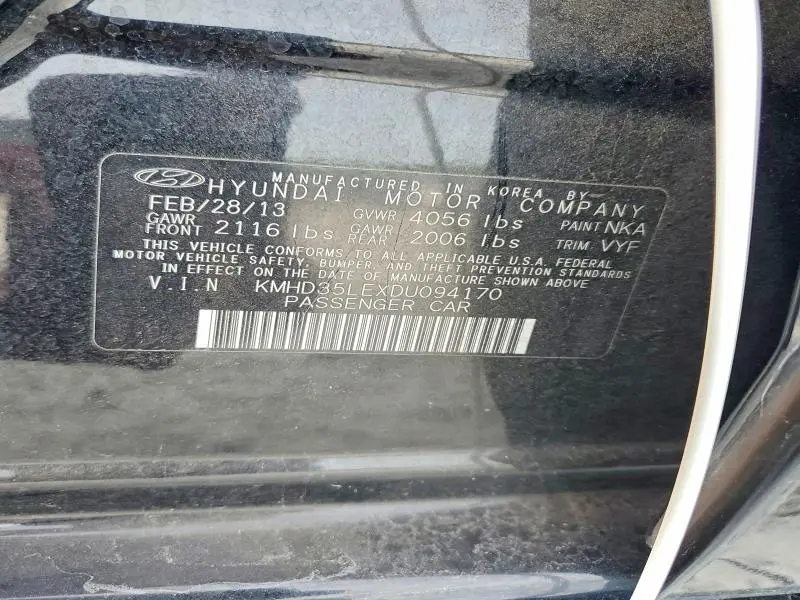 MANUFACTURED IN KOREA BY
HYUNDAI MOTOR COMPANY
FEB/28/13 GVWR 4056 lbs PAINT NKA
GAWR FRONT 2116 lbs GAWR REAR 2006 lbs TRIM VYF
THIS VEHICLE CONFORMS TO ALL APPLICABLE U.S.A. FEDERAL
MOTOR VEHICLE SAFETY, BUMPER, AND THEFT PREVENTION STANDARDS
IN EFFECT ON THE DATE OF MANUFACTURE SHOWN ABOVE
V.I.N KMHD35LEXDU094170
PASSENGER CAR